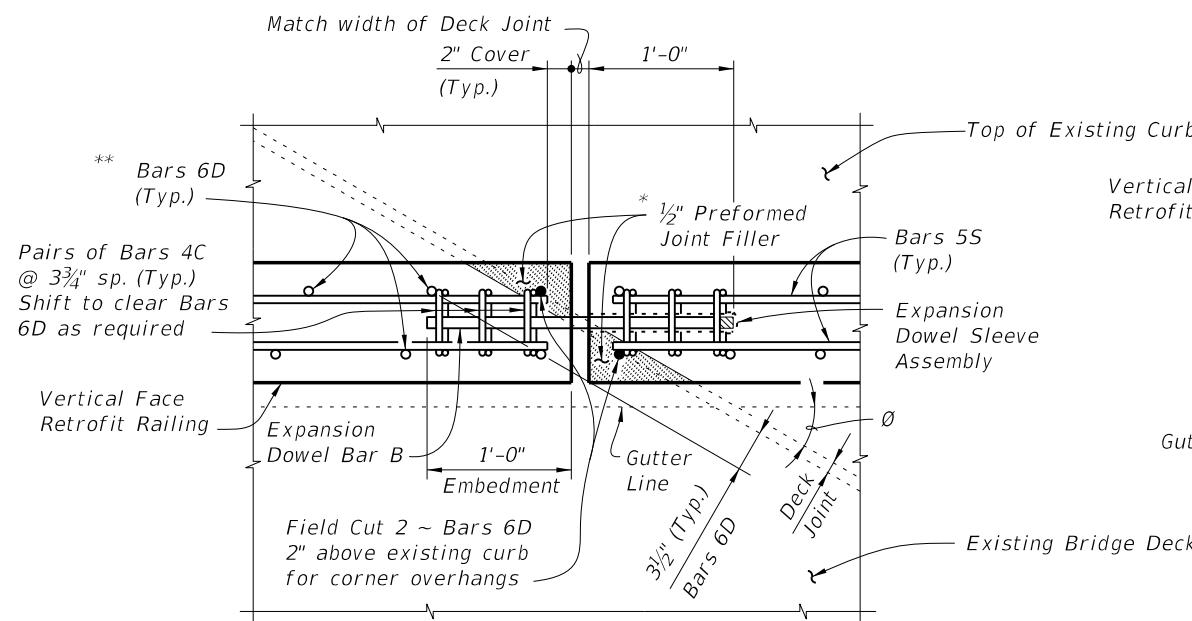 Match width of Deck Joint
2" Cover
(Typ.)
1'-0"
Top of Existing Curb
** Bars 6D
(Typ.)
Vertical
Retrofit
* ½" Preformed
Joint Filler
Bars 5S
(Typ.)
Pairs of Bars 4C
@ 3¾" sp. (Typ.)
Shift to clear Bars
6D as required
Expansion
Dowel Sleeve
Assembly
Vertical Face
Retrofit Railing
Expansion
Dowel Bar B
1'-0"
Embedment
Gutter
Line
Ø
Gut
3½" (Typ.)
Bars 6D
Deck
Joint
Field Cut 2 ~ Bars 6D
2" above existing curb
for corner overhangs
Existing Bridge Deck